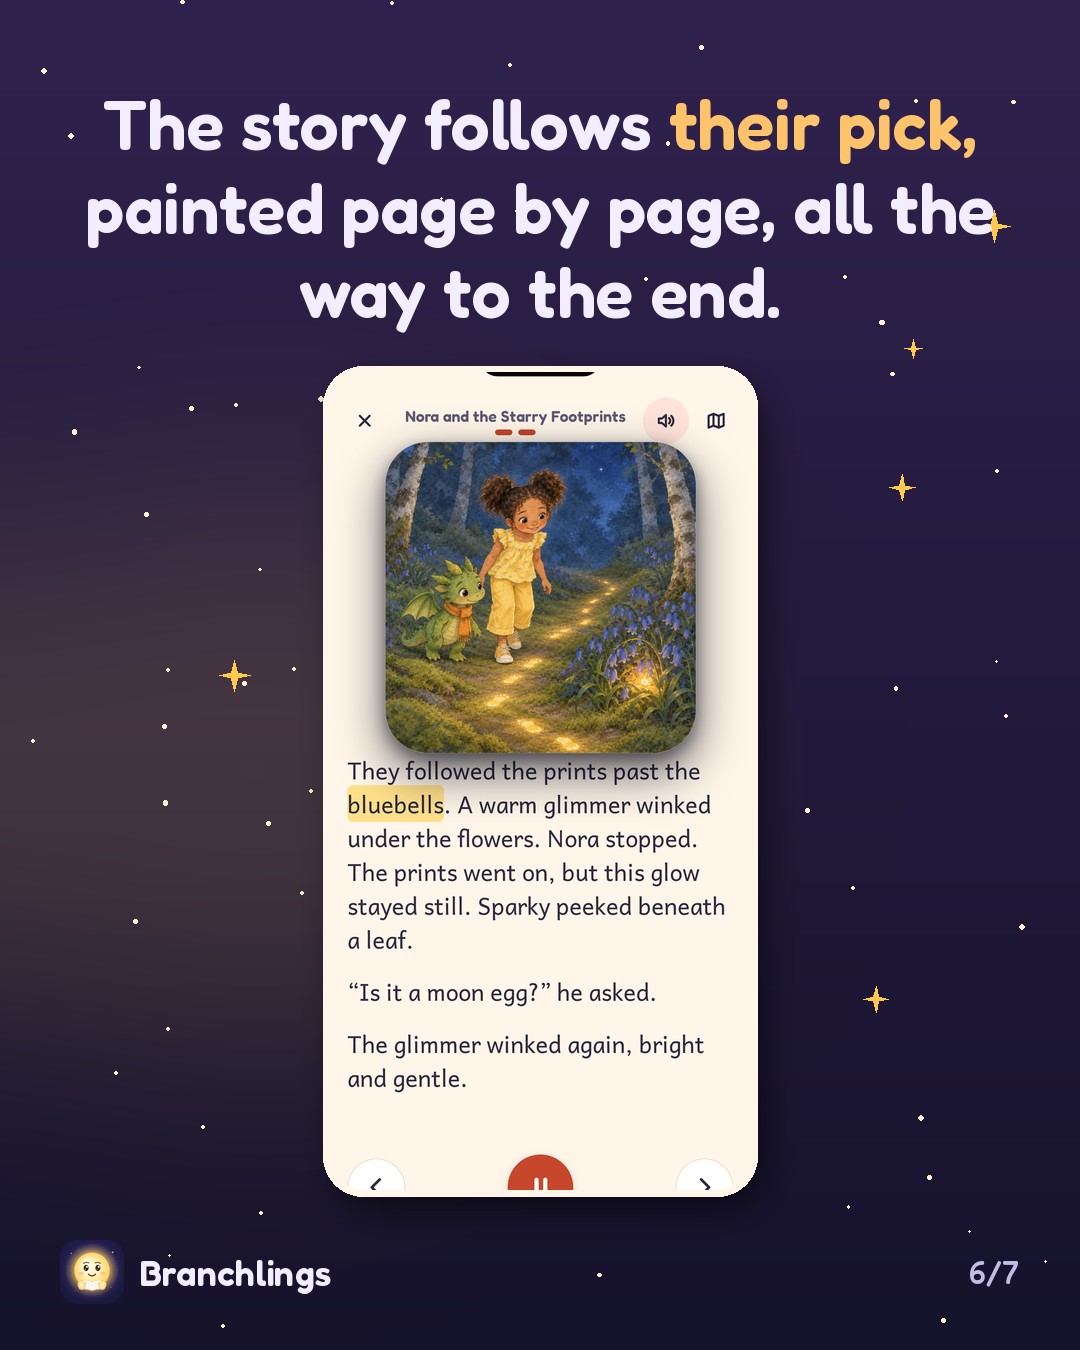 The story follows their pick,
painted page by page, all the
way to the end.
Nora and the Starry Footprints
They followed the prints past the
bluebells. A warm glimmer winked
under the flowers. Nora stopped.
The prints went on, but this glow
stayed still. Sparky peeked beneath
a leaf.
“Is it a moon egg?” he asked.
The glimmer winked again, bright
and gentle.
Branchlings
6/7